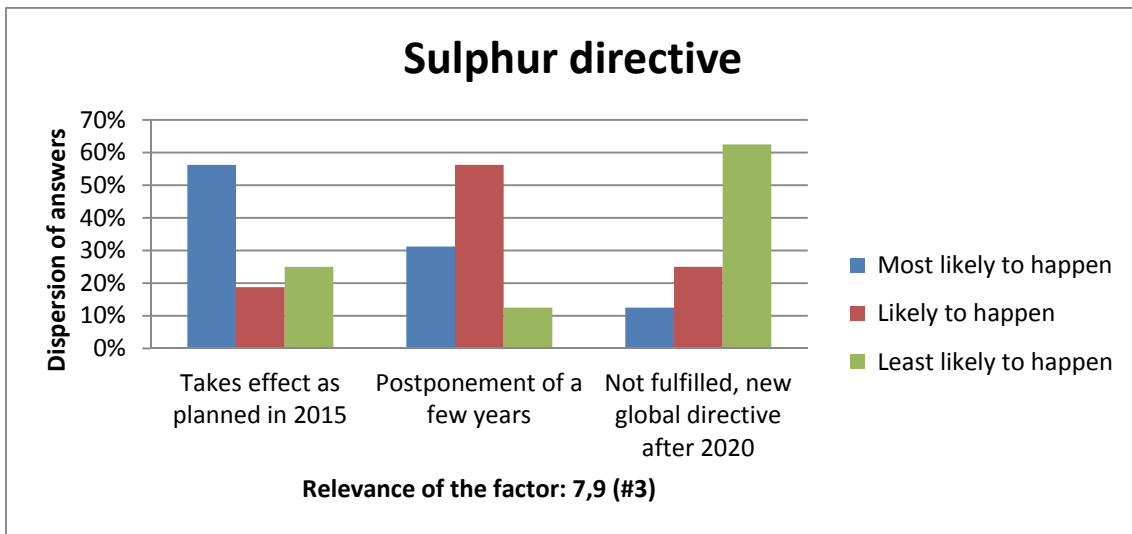 Sulphur directive
Dispersion of answers
70%
60%
50%
40%
30%
20%
10%
0%
Takes effect as
planned in 2015
Postponement of a
few years
Not fulfilled, new
global directive
after 2020
Relevance of the factor: 7,9 (#3)
Most likely to happen
Likely to happen
Least likely to happen